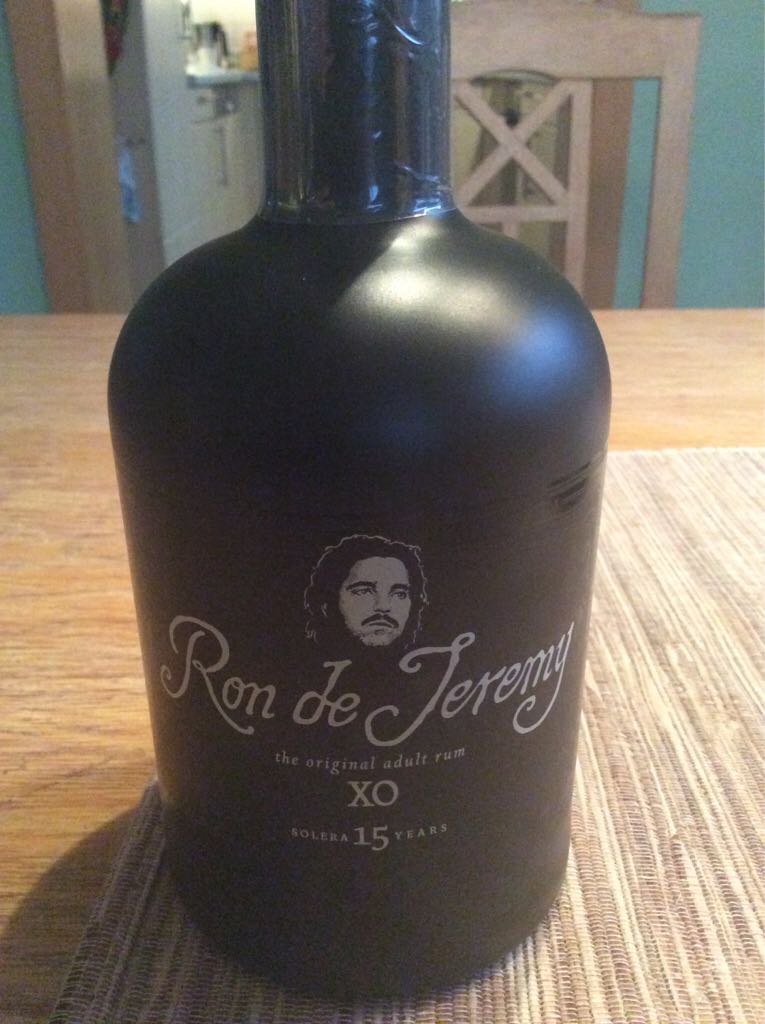 Ron de Jeremy
the original adult rum
XO
SOLERA 15 YEARS